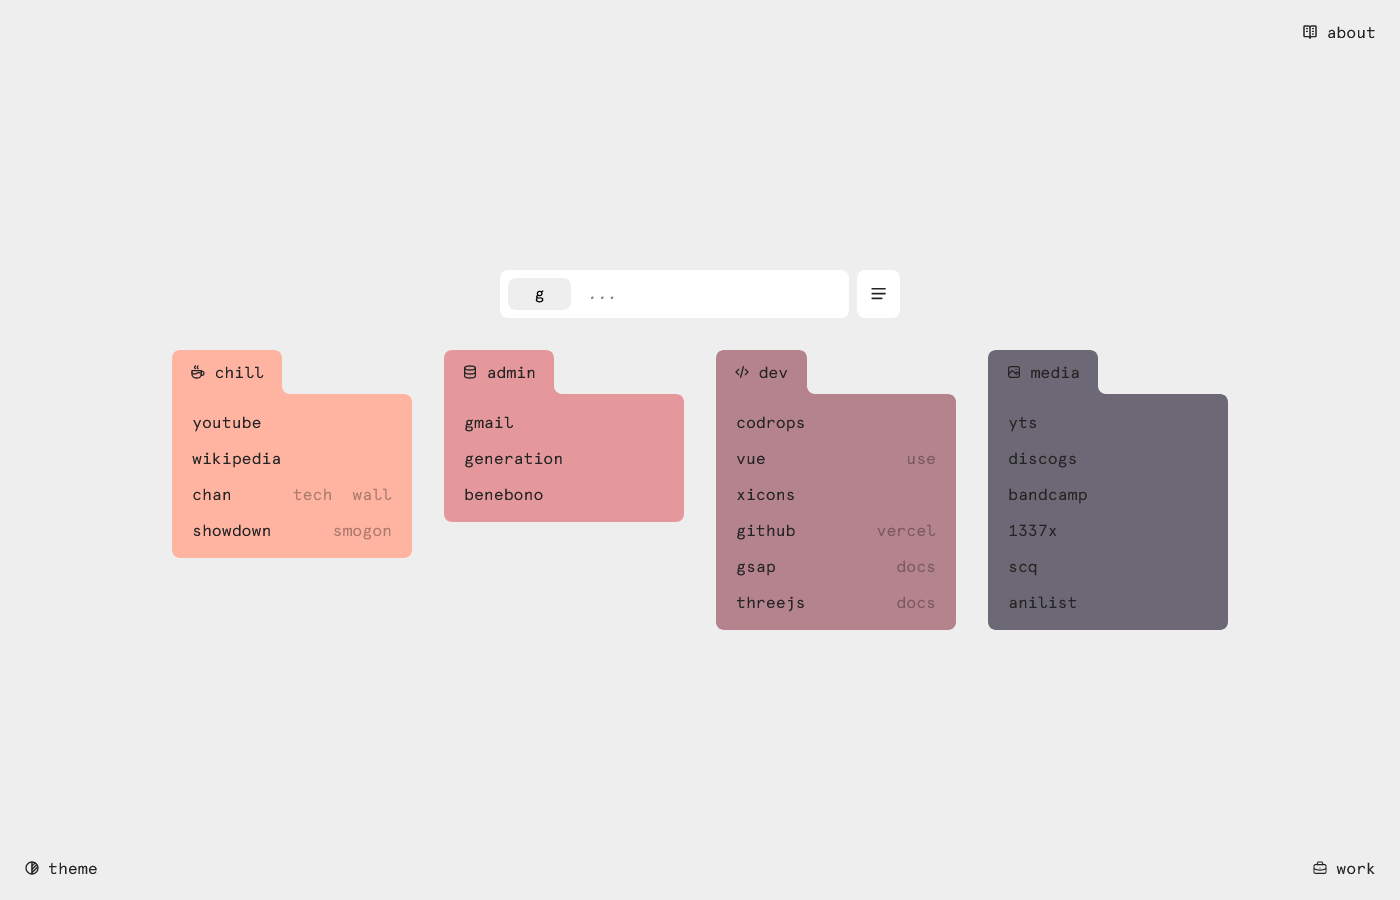 about
g ...
chill
youtube
wikipedia
chan tech wall
showdown smogon
admin
gmail
generation
benebono
dev
codrops
vue use
xicons
github vercel
gsap docs
threejs docs
media
yts
discogs
bandcamp
1337x
scq
anilist
theme
work